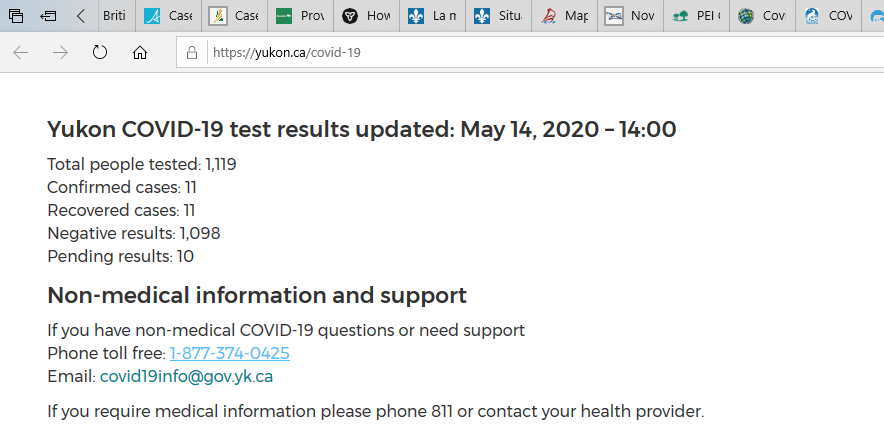 Briti Case Case Prov How La m Situ Map Nov PEI Cov COV
https://yukon.ca/covid-19
Yukon COVID-19 test results updated: May 14, 2020 – 14:00
Total people tested: 1,119
Confirmed cases: 11
Recovered cases: 11
Negative results: 1,098
Pending results: 10
Non-medical information and support
If you have non-medical COVID-19 questions or need support
Phone toll free: 1-877-374-0425
Email: covid19info@gov.yk.ca
If you require medical information please phone 811 or contact your health provider.